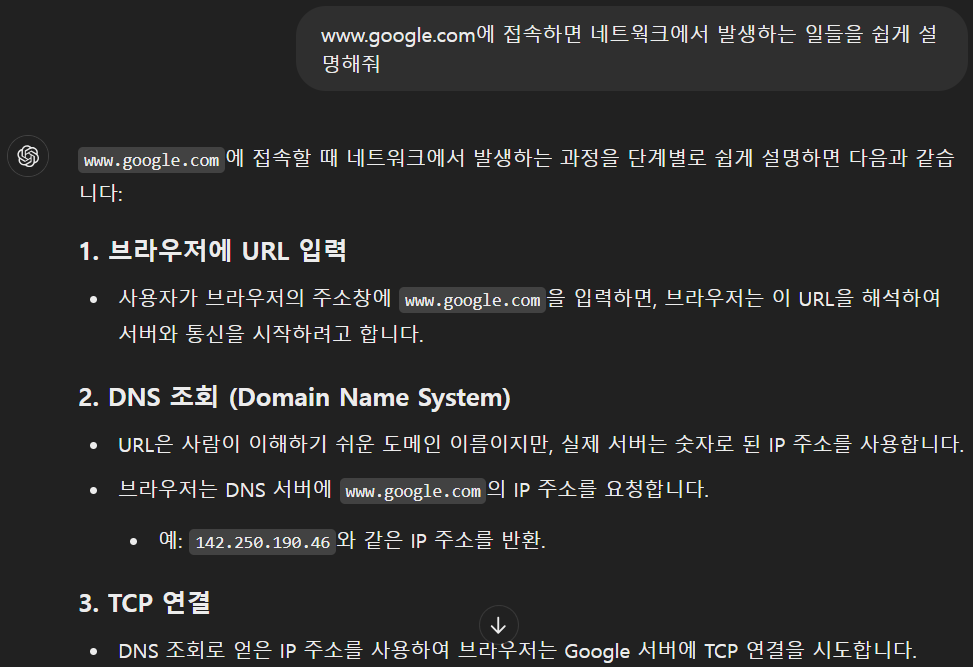 www.google.com에 접속하면 네트웍크에서 발생하는 일들을 쉽게 설
명해줘
www.google.com에 접속할 때 네트워크에서 발생하는 과정을 단계별로 쉽게 설명하면 다음과 같습
니다:
1. 브라우저에 URL 입력
• 사용자가 브라우저의 주소창에 www.google.com을 입력하면, 브라우저는 이 URL을 해석하여
서버와 통신을 시작하려고 합니다.
2. DNS 조회 (Domain Name System)
• URL은 사람이 이해하기 쉬운 도메인 이름이지만, 실제 서버는 숫자로 된 IP 주소를 사용합니다.
• 브라우저는 DNS 서버에 www.google.com의 IP 주소를 요청합니다.
• 예: 142.250.190.46와 같은 IP 주소를 반환.
3. TCP 연결
• DNS 조회로 얻은 IP 주소를 사용하여 브라우저는 Google 서버에 TCP 연결을 시도합니다.